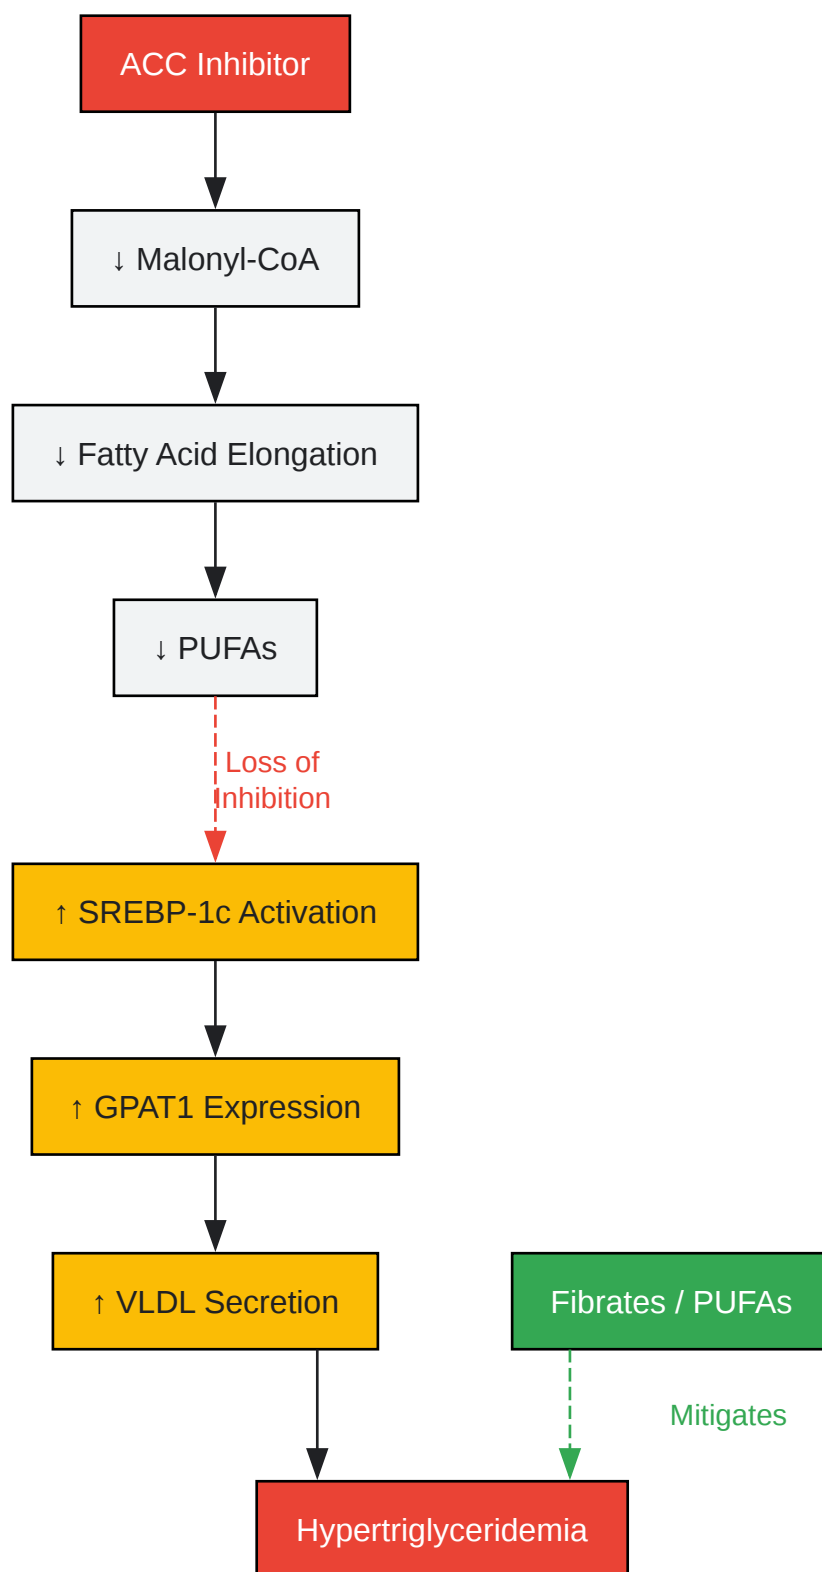 ACC Inhibitor
↓ Malonyl-CoA
↓ Fatty Acid Elongation
↓ PUFAs
Loss of
Inhibition
↑ SREBP-1c Activation
↑ GPAT1 Expression
↑ VLDL Secretion
Fibrates / PUFAs
Mitigates
Hypertriglyceridemia